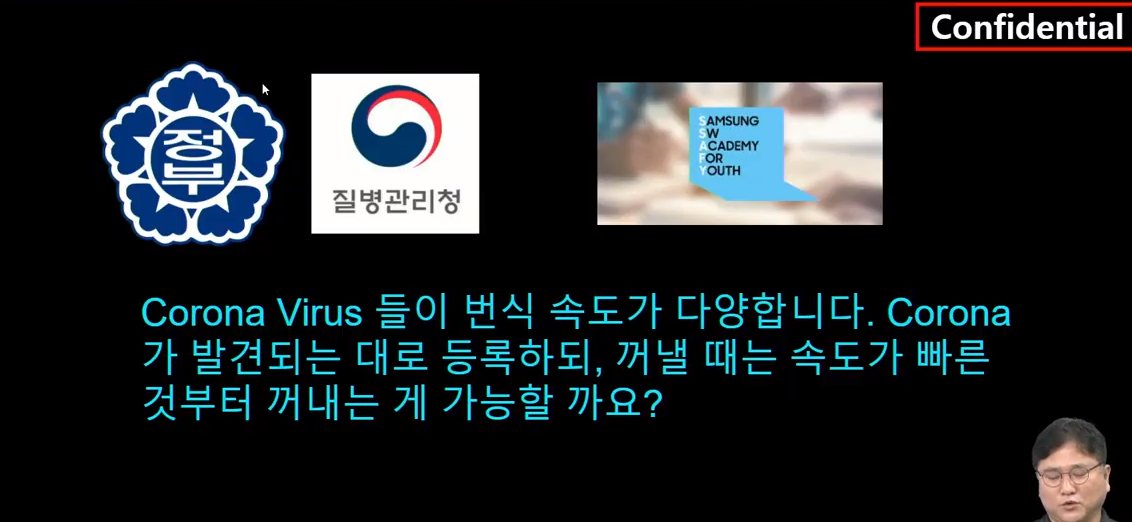 Confidential
정부
질병관리청
SAMSUNG
SW
ACADEMY
FOR
YOUTH
Corona Virus 들이 번식 속도가 다양합니다. Corona
가 발견되는 대로 등록하되, 꺼낼 때는 속도가 빠른
것부터 꺼내는 게 가능할 까요?